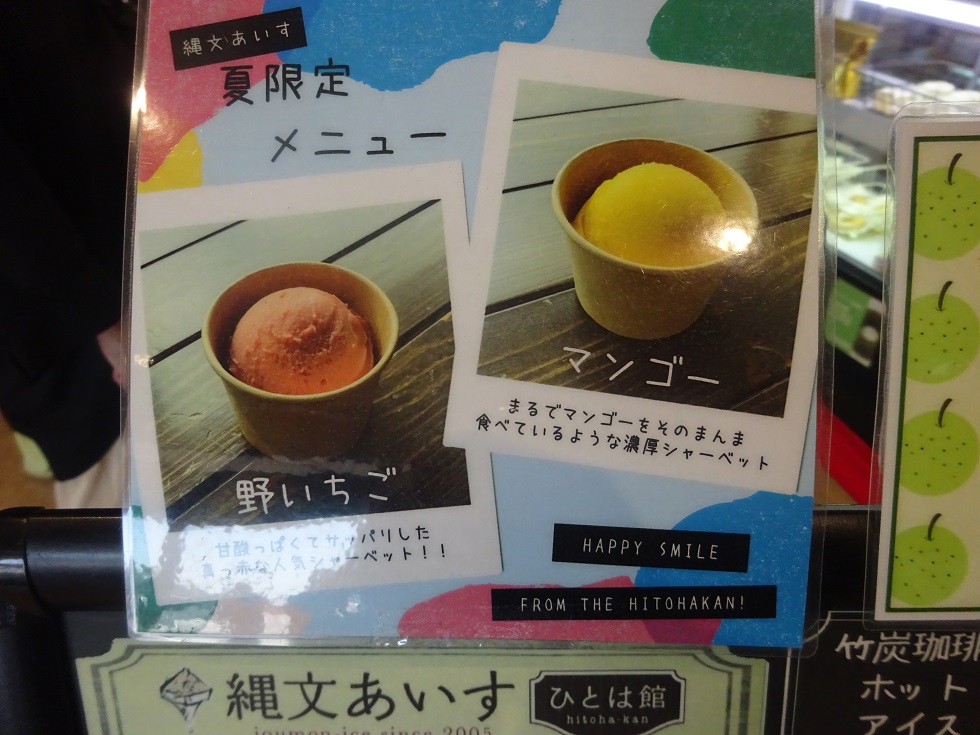 縄文あいす
夏限定
メニュー
マンゴー
まるでマンゴーをそのまんま
食べているような濃厚シャーベット
野いちご
甘酸っぱくてサッパリした
真っ赤な人気シャーベット！！
HAPPY SMILE
FROM THE HITOHAKAN!
縄文あいす
ひとは館
hitoha-kan
joumon-ice since 2005
竹炭珈琲
ホット
アイス